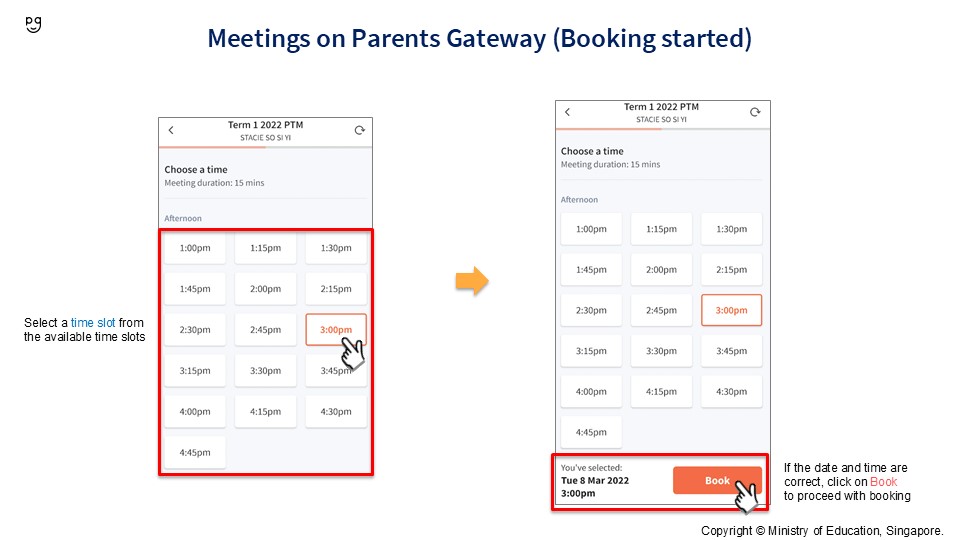 pg
Meetings on Parents Gateway (Booking started)
Term 1 2022 PTM
STACIE SO SI YI
Choose a time
Meeting duration: 15 mins
Afternoon
1:00pm 1:15pm 1:30pm
1:45pm 2:00pm 2:15pm
2:30pm 2:45pm 3:00pm
3:15pm 3:30pm 3:45pm
4:00pm 4:15pm 4:30pm
4:45pm
Select a time slot from
the available time slots
Term 1 2022 PTM
STACIE SO SI YI
Choose a time
Meeting duration: 15 mins
Afternoon
1:00pm 1:15pm 1:30pm
1:45pm 2:00pm 2:15pm
2:30pm 2:45pm 3:00pm
3:15pm 3:30pm 3:45pm
4:00pm 4:15pm 4:30pm
4:45pm
You've selected:
Tue 8 Mar 2022
3:00pm
Book
If the date and time are
correct, click on Book
to proceed with booking
Copyright © Ministry of Education, Singapore.